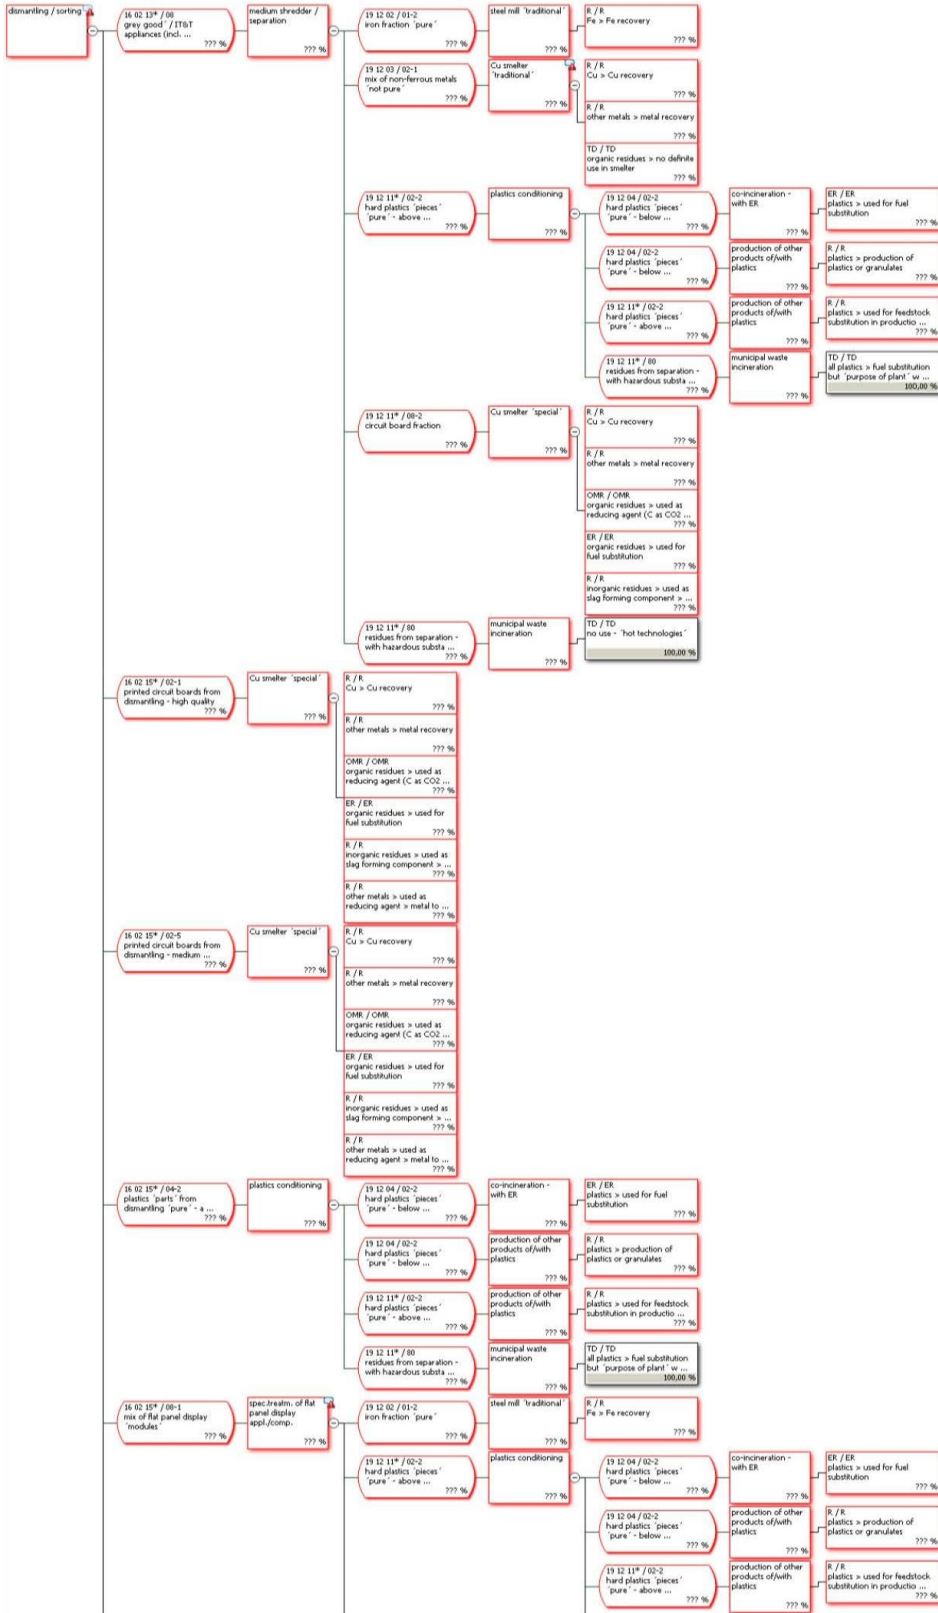 dismantling / sorting
16 02 13* / 08
grey good´ / IT&T
appliances (incl. ...
??? %
medium shredder /
separation
??? %
19 12 02 / 01-2
iron fraction ´pure´
??? %
steel mill ´traditional´
??? %
R / R
Fe > Fe recovery
??? %
19 12 03 / 02-1
mix of non-ferrous metals
´not pure´
??? %
Cu smelter
´traditional´
??? %
R / R
Cu > Cu recovery
??? %
R / R
other metals > metal recovery
??? %
TD / TD
organic residues > no definite
use in smelter
??? %
19 12 11* / 02-2
hard plastics ´pieces´
´pure´ - above ...
??? %
plastics conditioning
??? %
19 12 04 / 02-2
hard plastics ´pieces´
´pure´ - below ...
??? %
co-incineration -
with ER
??? %
ER / ER
plastics > used for fuel
substitution
??? %
19 12 04 / 02-2
hard plastics ´pieces´
´pure´ - below ...
??? %
production of other
products of/with
plastics
??? %
R / R
plastics > production of
plastics or granulates
??? %
19 12 11* / 02-2
hard plastics ´pieces´
´pure´ - above ...
??? %
production of other
products of/with
plastics
??? %
R / R
plastics > used for feedstock
substitution in productio ...
??? %
19 12 11* / 80
residues from separation -
with hazardous substa ...
??? %
municipal waste
incineration
??? %
TD / TD
all plastics > fuel substitution
but ´purpose of plant´ w ...
100,00 %
19 12 11* / 08-2
circuit board fraction
??? %
Cu smelter ´special´
??? %
R / R
Cu > Cu recovery
??? %
R / R
other metals > metal recovery
??? %
OMR / OMR
organic residues > used as
reducing agent (C as CO2 ...
??? %
ER / ER
organic residues > used for
fuel substitution
??? %
R / R
inorganic residues > used as
slag forming component > ...
??? %
19 12 11* / 80
residues from separation -
with hazardous substa ...
??? %
municipal waste
incineration
??? %
TD / TD
no use - ´hot technologies´
100,00 %
16 02 15* / 02-1
printed circuit boards from
dismantling - high quality
??? %
Cu smelter ´special´
??? %
R / R
Cu > Cu recovery
??? %
R / R
other metals > metal recovery
??? %
OMR / OMR
organic residues > used as
reducing agent (C as CO2 ...
??? %
ER / ER
organic residues > used for
fuel substitution
??? %
R / R
inorganic residues > used as
slag forming component > ...
??? %
R / R
other metals > used as
reducing agent > metal to ...
??? %
16 02 15* / 02-5
printed circuit boards from
dismantling - medium ...
??? %
Cu smelter ´special´
??? %
R / R
Cu > Cu recovery
??? %
R / R
other metals > metal recovery
??? %
OMR / OMR
organic residues > used as
reducing agent (C as CO2 ...
??? %
ER / ER
organic residues > used for
fuel substitution
??? %
R / R
inorganic residues > used as
slag forming component > ...
??? %
R / R
other metals > used as
reducing agent > metal to ...
??? %
16 02 15* / 04-2
plastics ´parts´ from
dismantling ´pure´ - a ...
??? %
plastics conditioning
??? %
19 12 04 / 02-2
hard plastics ´pieces´
´pure´ - below ...
??? %
co-incineration -
with ER
??? %
ER / ER
plastics > used for fuel
substitution
??? %
19 12 04 / 02-2
hard plastics ´pieces´
´pure´ - below ...
??? %
production of other
products of/with
plastics
??? %
R / R
plastics > production of
plastics or granulates
??? %
19 12 11* / 02-2
hard plastics ´pieces´
´pure´ - above ...
??? %
production of other
products of/with
plastics
??? %
R / R
plastics > used for feedstock
substitution in productio ...
??? %
19 12 11* / 80
residues from separation -
with hazardous substa ...
??? %
municipal waste
incineration
??? %
TD / TD
all plastics > fuel substitution
but ´purpose of plant´ w ...
100,00 %
16 02 15* / 08-1
mix of flat panel display
´modules´
??? %
spec.treatm. of flat
panel display
appl./comp.
??? %
19 12 02 / 01-2
iron fraction ´pure´
??? %
steel mill ´traditional´
??? %
R / R
Fe > Fe recovery
??? %
19 12 11* / 02-2
hard plastics ´pieces´
´pure´ - above ...
??? %
plastics conditioning
??? %
19 12 04 / 02-2
hard plastics ´pieces´
´pure´ - below ...
??? %
co-incineration -
with ER
??? %
ER / ER
plastics > used for fuel
substitution
??? %
19 12 04 / 02-2
hard plastics ´pieces´
´pure´ - below ...
??? %
production of other
products of/with
plastics
??? %
R / R
plastics > production of
plastics or granulates
??? %
19 12 11* / 02-2
hard plastics ´pieces´
´pure´ - above ...
??? %
production of other
products of/with
plastics
??? %
R / R
plastics > used for feedstock
substitution in productio ...
??? %